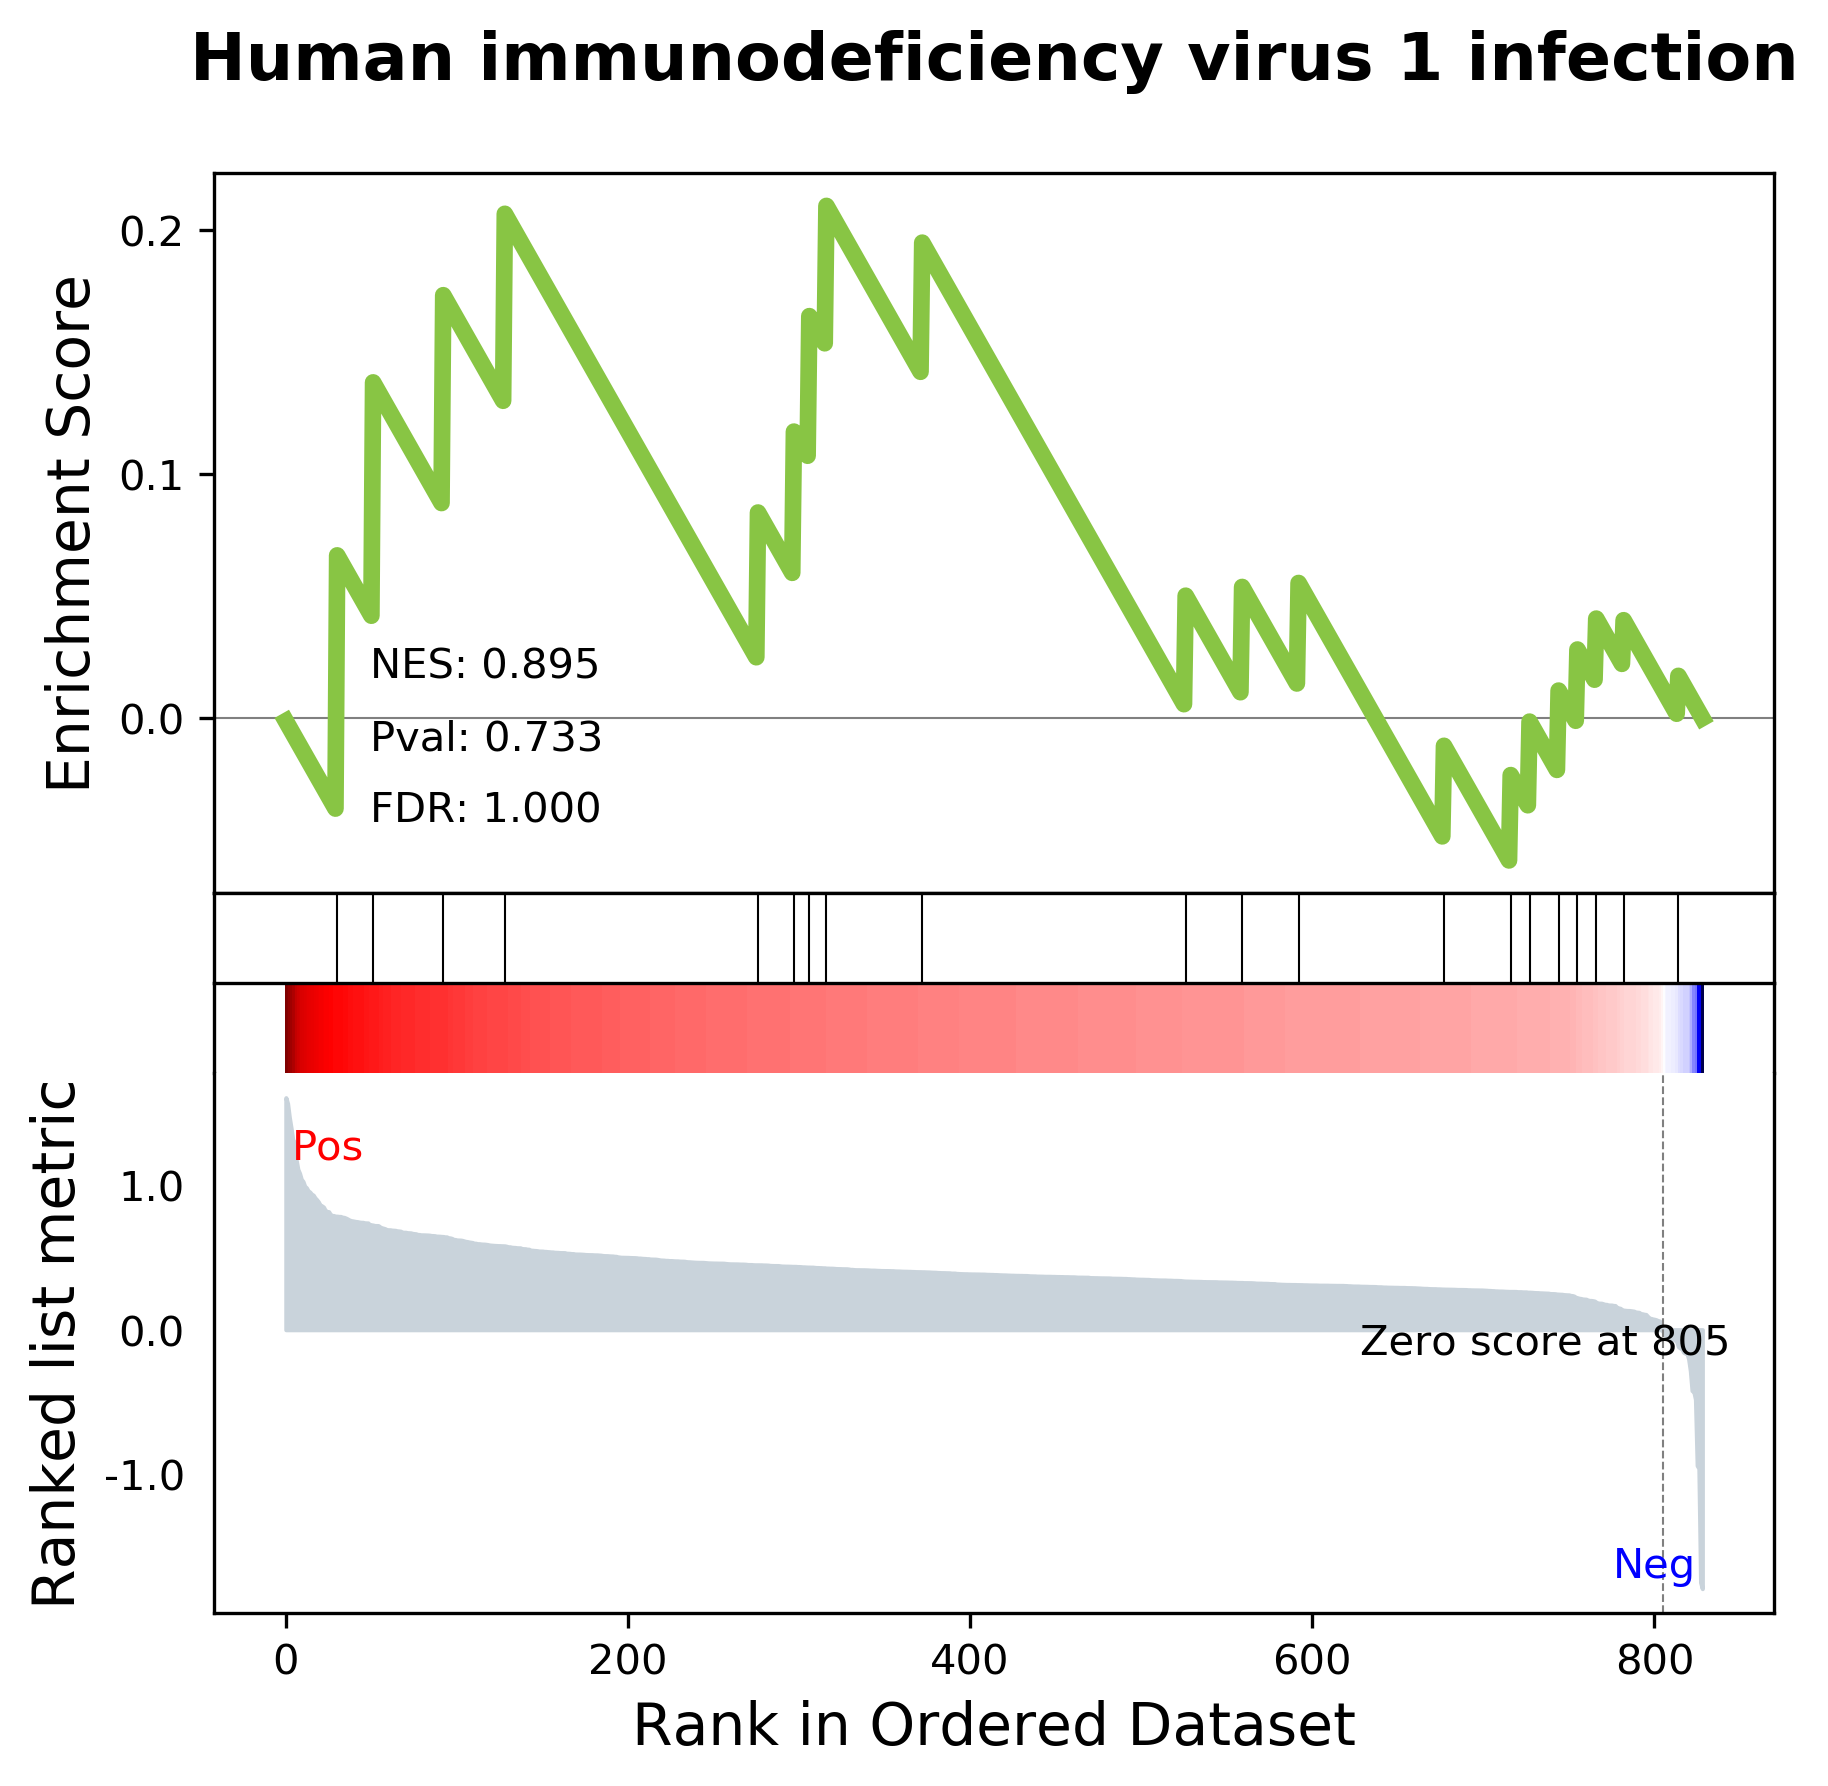 Human immunodeficiency virus 1 infection
Enrichment Score
0.2
0.1
0.0
NES: 0.895
Pval: 0.733
FDR: 1.000
Ranked list metric
Pos
1.0
0.0
-1.0
Zero score at 805
Neg
0 200 400 600 800
Rank in Ordered Dataset